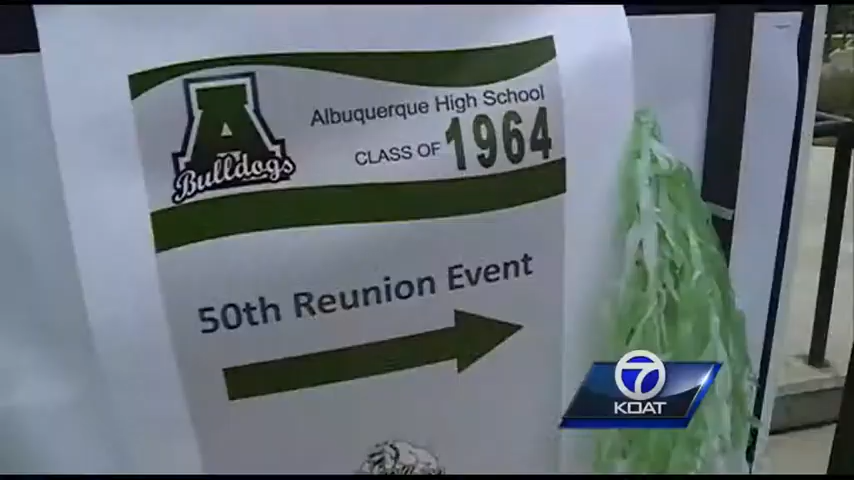 A
Bulldogs
Albuquerque High School
CLASS OF 1964
50th Reunion Event
7
KOAT